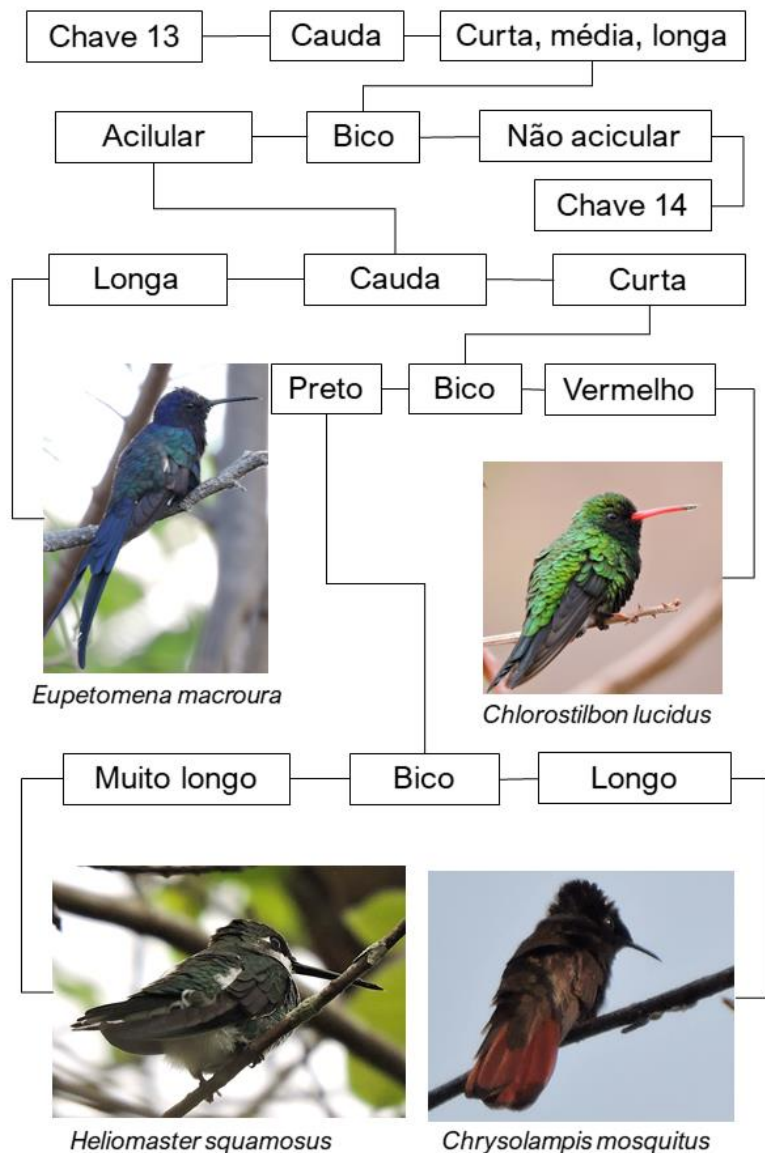 Chave 13 Cauda Curta, média, longa
Acilular Bico Não acicular
Chave 14
Longa Cauda Curta
Preto Bico Vermelho
Eupetomena macroura
Chlorostilbon lucidus
Muito longo Bico Longo
Heliomaster squamosus Chrysolampis mosquitus